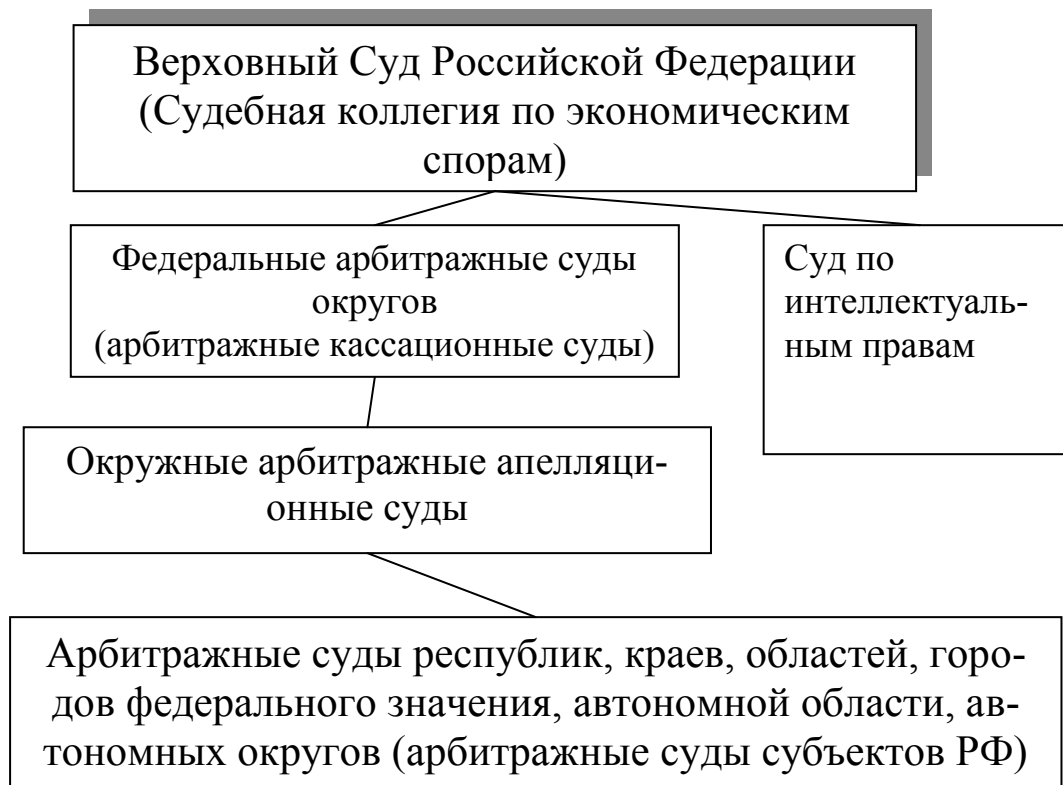 Верховный Суд Российской Федерации
(Судебная коллегия по экономическим
спорам)
Федеральные арбитражные суды
округов
(арбитражные кассационные суды)
Суд по
интеллектуаль-
ным правам
Окружные арбитражные апелляци-
онные суды
Арбитражные суды республик, краев, областей, горо-
дов федерального значения, автономной области, ав-
тономных округов (арбитражные суды субъектов РФ)